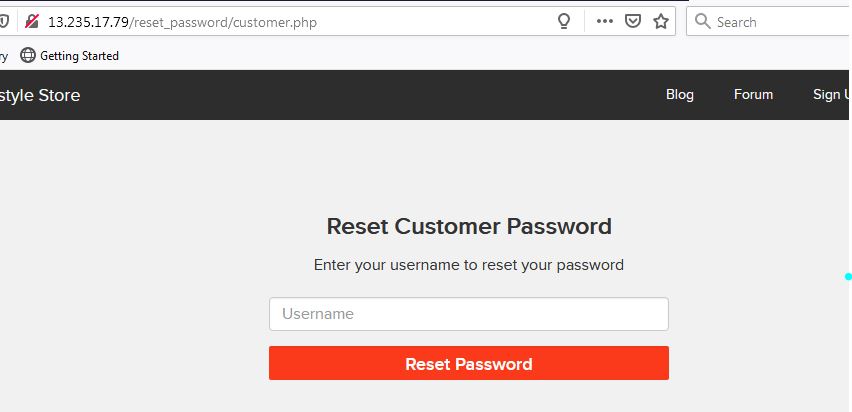 13.235.17.79/reset_password/customer.php
Search
ry Getting Started
style Store Blog Forum Sign U
Reset Customer Password
Enter your username to reset your password
Username
Reset Password